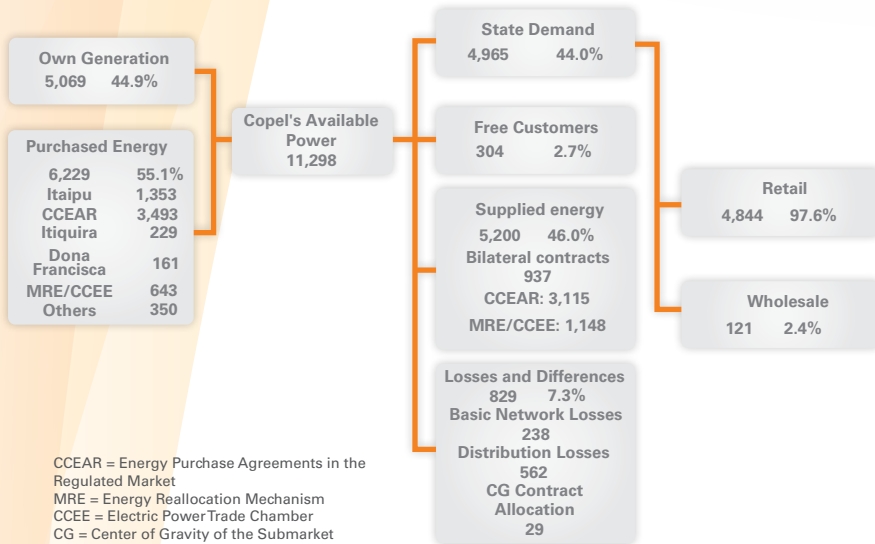 Own Generation
5,069 44.9%
Purchased Energy
6,229 55.1%
Itaipu 1,353
CCEAR 3,493
Itiquira 229
Dona
Francisca 161
MRE/CCEE 643
Others 350
Copel's Available
Power
11,298
State Demand
4,965 44.0%
Free Customers
304 2.7%
Supplied energy
5,200 46.0%
Bilateral contracts
937
CCEAR: 3,115
MRE/CCEE: 1,148
Losses and Differences
829 7.3%
Basic Network Losses
238
Distribution Losses
562
CG Contract
Allocation
29
Retail
4,844 97.6%
Wholesale
121 2.4%
CCEAR = Energy Purchase Agreements in the
Regulated Market
MRE = Energy Reallocation Mechanism
CCEE = Electric Power Trade Chamber
CG = Center of Gravity of the Submarket